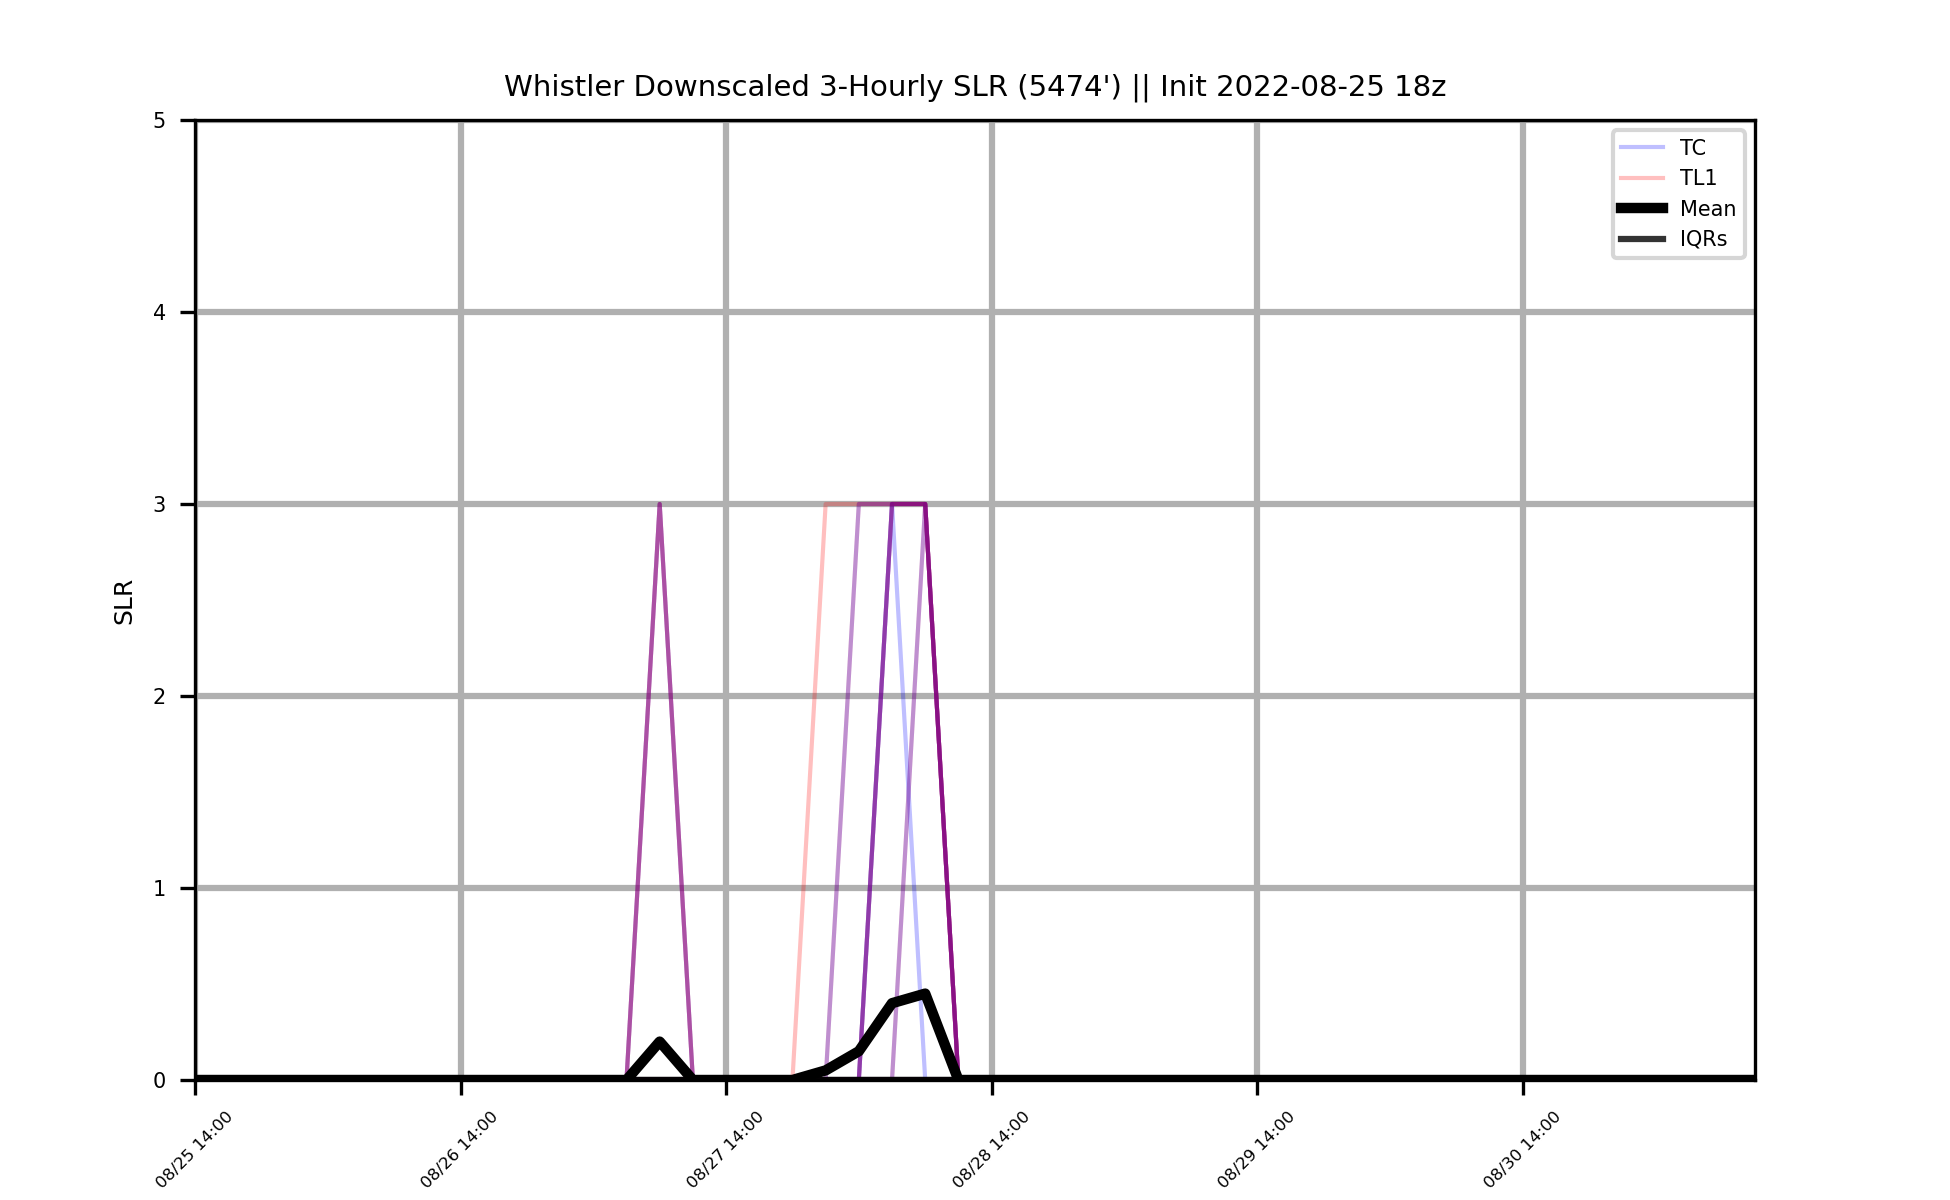 Whistler Downscaled 3-Hourly SLR (5474') || Init 2022-08-25 18z
5
4
3
2
1
0
SLR
TC
TL1
Mean
IQRs
08/25 14:00
08/26 14:00
08/27 14:00
08/28 14:00
08/29 14:00
08/30 14:00